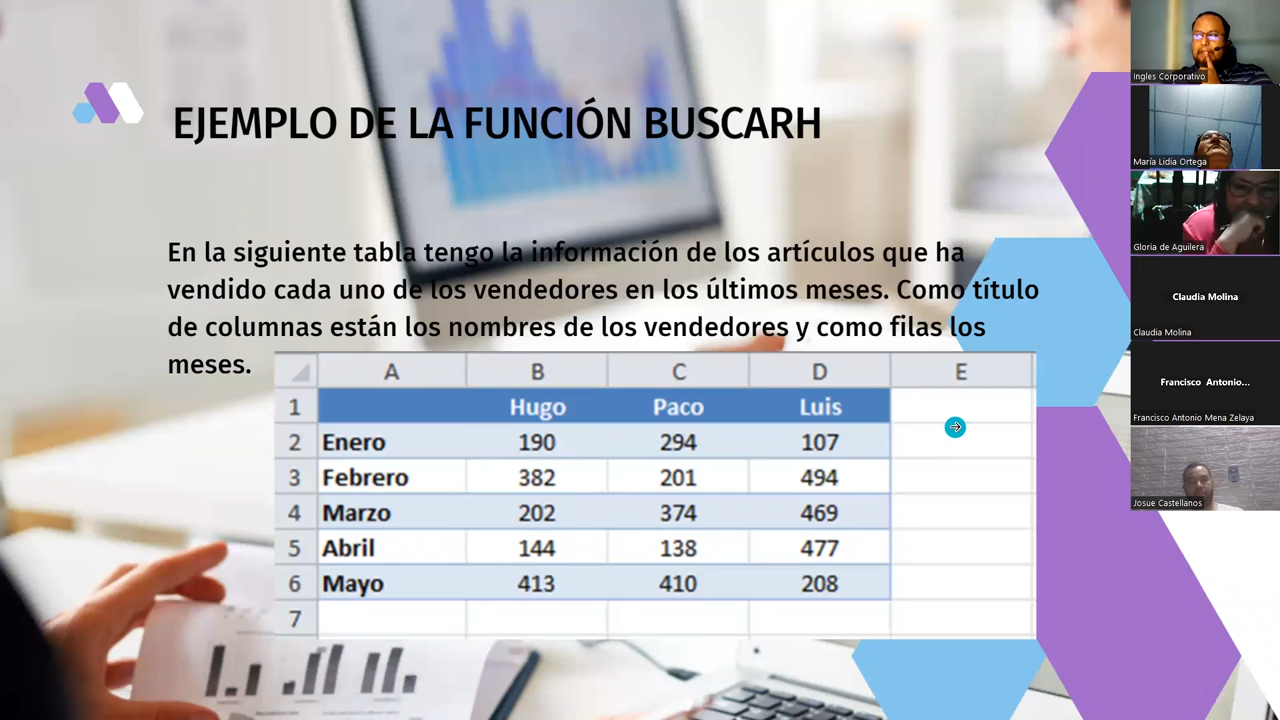 EJEMPLO DE LA FUNCIÓN BUSCARH
En la siguiente tabla tengo la información de los artículos que ha
vendido cada uno de los vendedores en los últimos meses. Como título
de columnas están los nombres de los vendedores y como filas los
meses.
A B C D E
1 Hugo Paco Luis
2 Enero 190 294 107
3 Febrero 382 201 494
4 Marzo 202 374 469
5 Abril 144 138 477
6 Mayo 413 410 208
7
Ingles Corporativo
María Lidia Ortega
Gloria de Aguilera
Claudia Molina
Claudia Molina
Francisco Antonio...
Francisco Antonio Mena Zelaya
Josue Castellanos